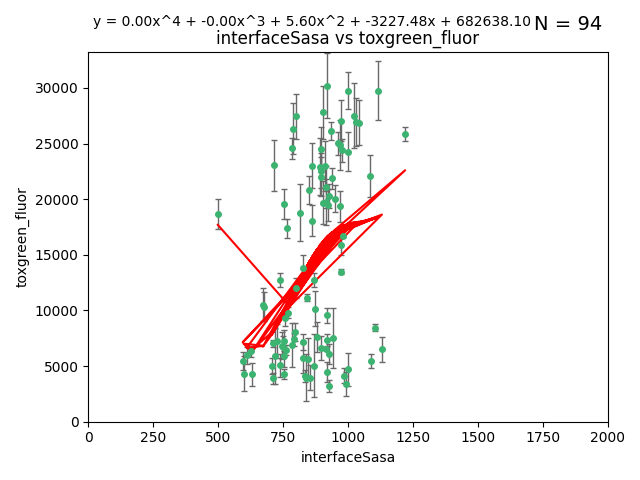 y = 0.00x^4 + -0.00x^3 + 5.60x^2 + -3227.48x + 682638.10
N = 94
interfaceSasa vs toxgreen_fluor
toxgreen_fluor
30000
25000
20000
15000
10000
5000
0
0 250 500 750 1000 1250 1500 1750 2000
interfaceSasa